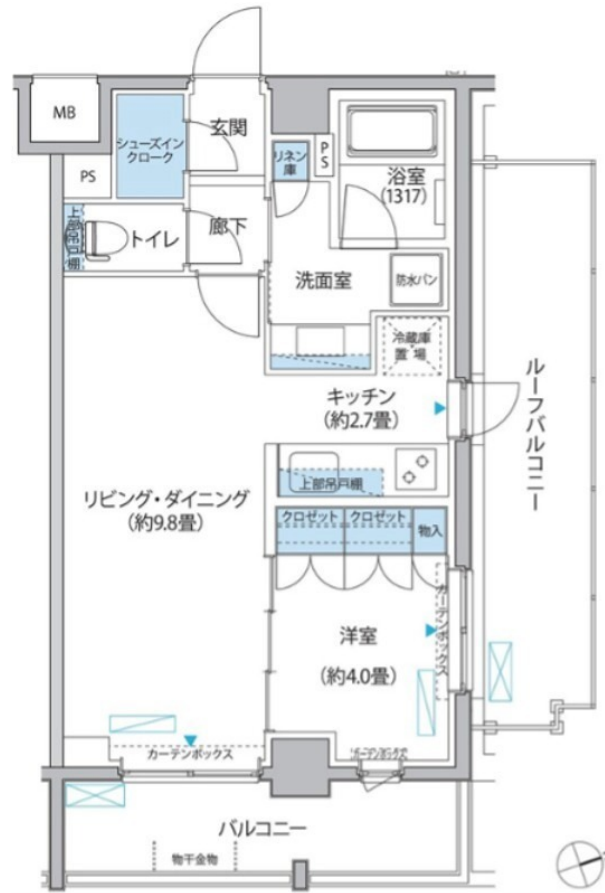 MB
シューズイン
クローク
玄関
PS
リネン
庫
PS
浴室
(1317)
上部吊戸棚
トイレ
廊下
洗面室
防水パン
冷蔵庫
置場
キッチン
(約2.7畳)
ルーフバルコニー
上部吊戸棚
リビング・ダイニング
(約9.8畳)
クロゼット
クロゼット
物入
洋室
(約4.0畳)
カーテンボックス
カーテンボックス
バルコニー
物干金物